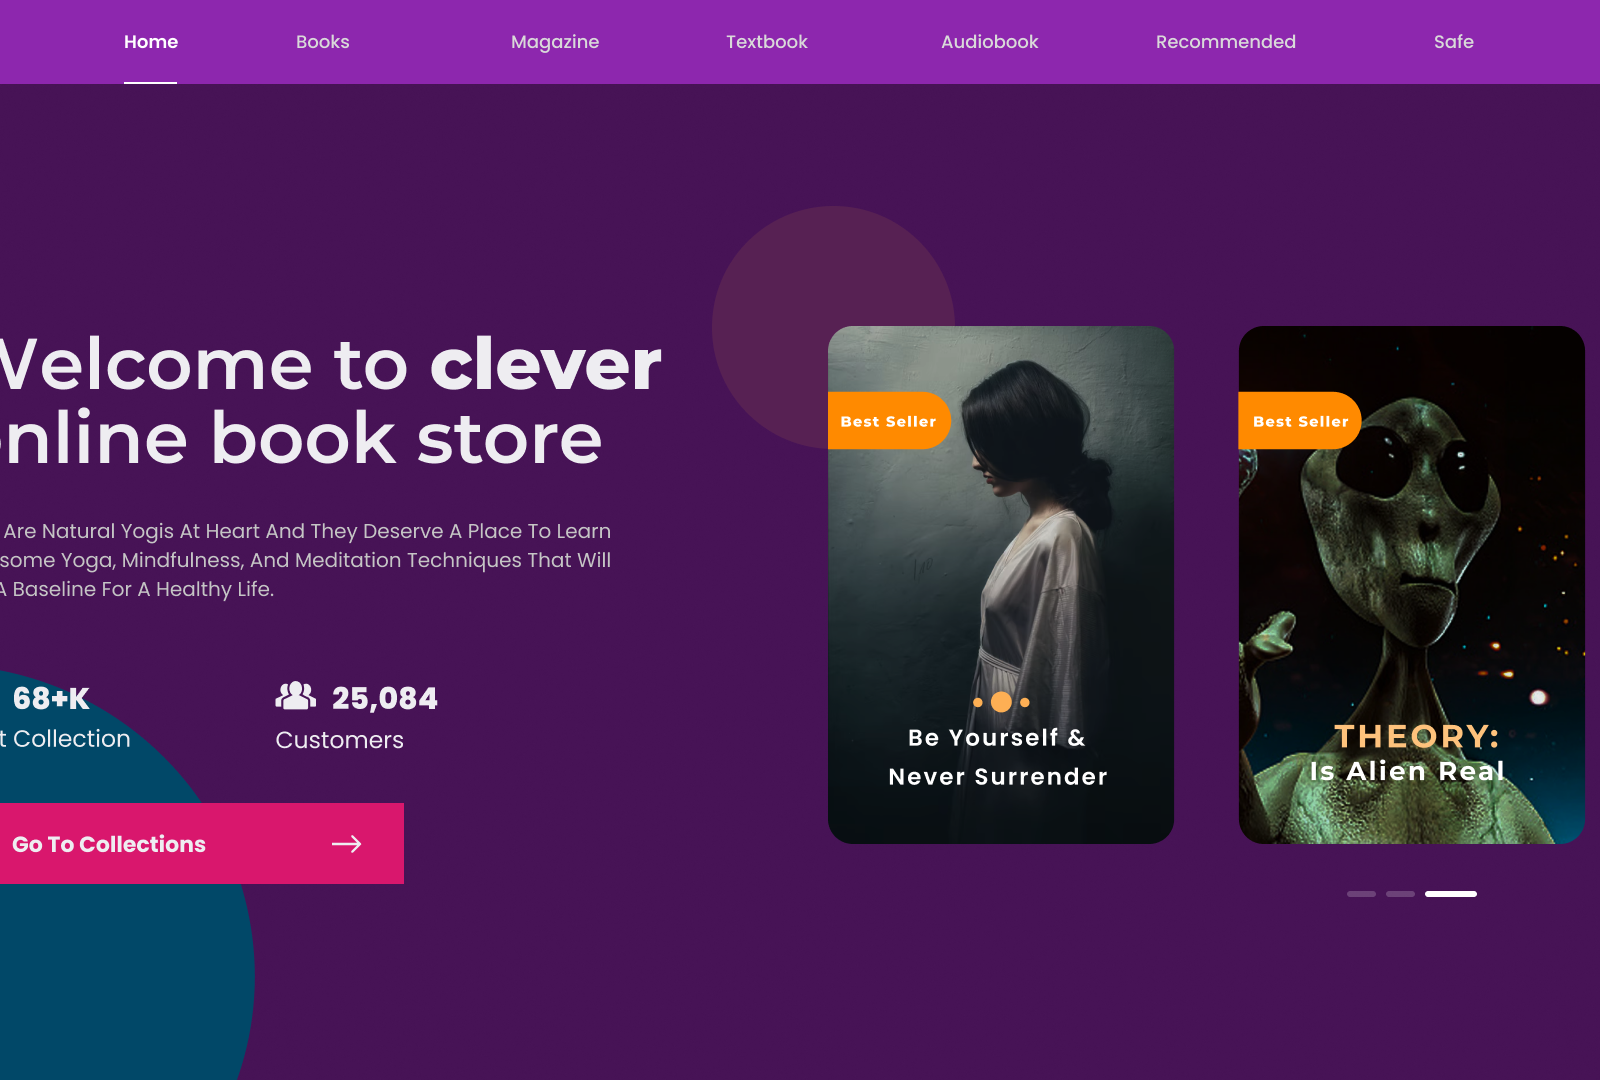 Home Books Magazine Textbook Audiobook Recommended Safe
Welcome to clever
online book store
Are Natural Yogis At Heart And They Deserve A Place To Learn
some Yoga, Mindfulness, And Meditation Techniques That Will
A Baseline For A Healthy Life.
68+K
t Collection
25,084
Customers
Go To Collections
Best Seller
Be Yourself &
Never Surrender
Best Seller
THEORY:
Is Alien Real